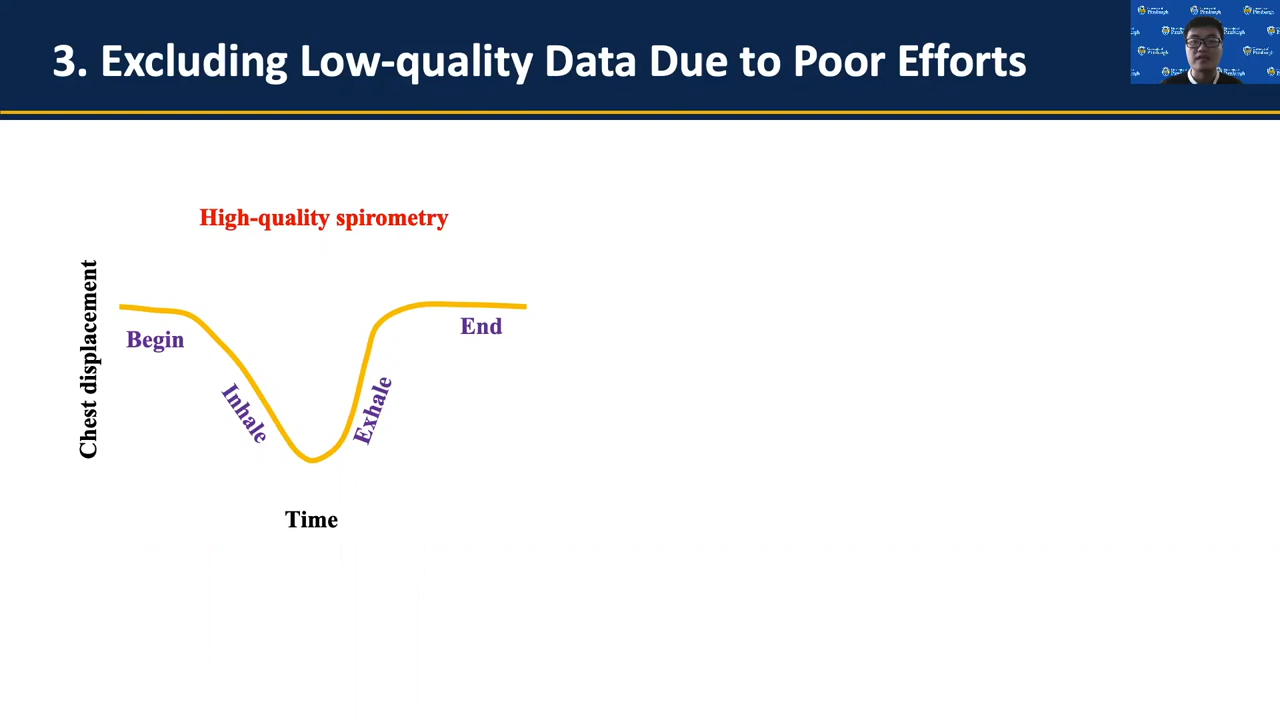 3. Excluding Low-quality Data Due to Poor Efforts
High-quality spirometry
Chest displacement
Begin
Inhale
Exhale
End
Time